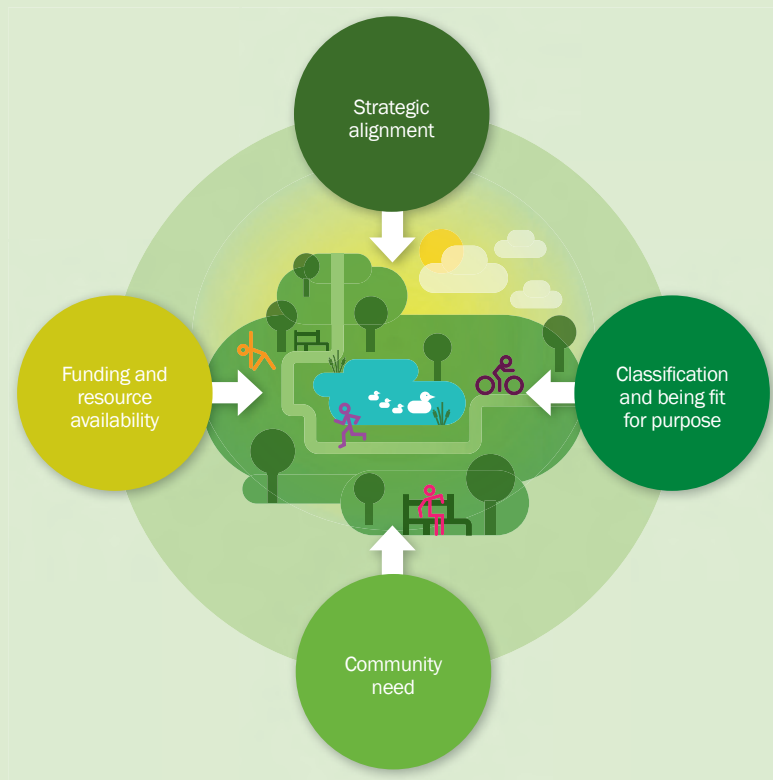 Strategic
alignment
Funding and
resource
availability
Classification
and being fit
for purpose
Community
need